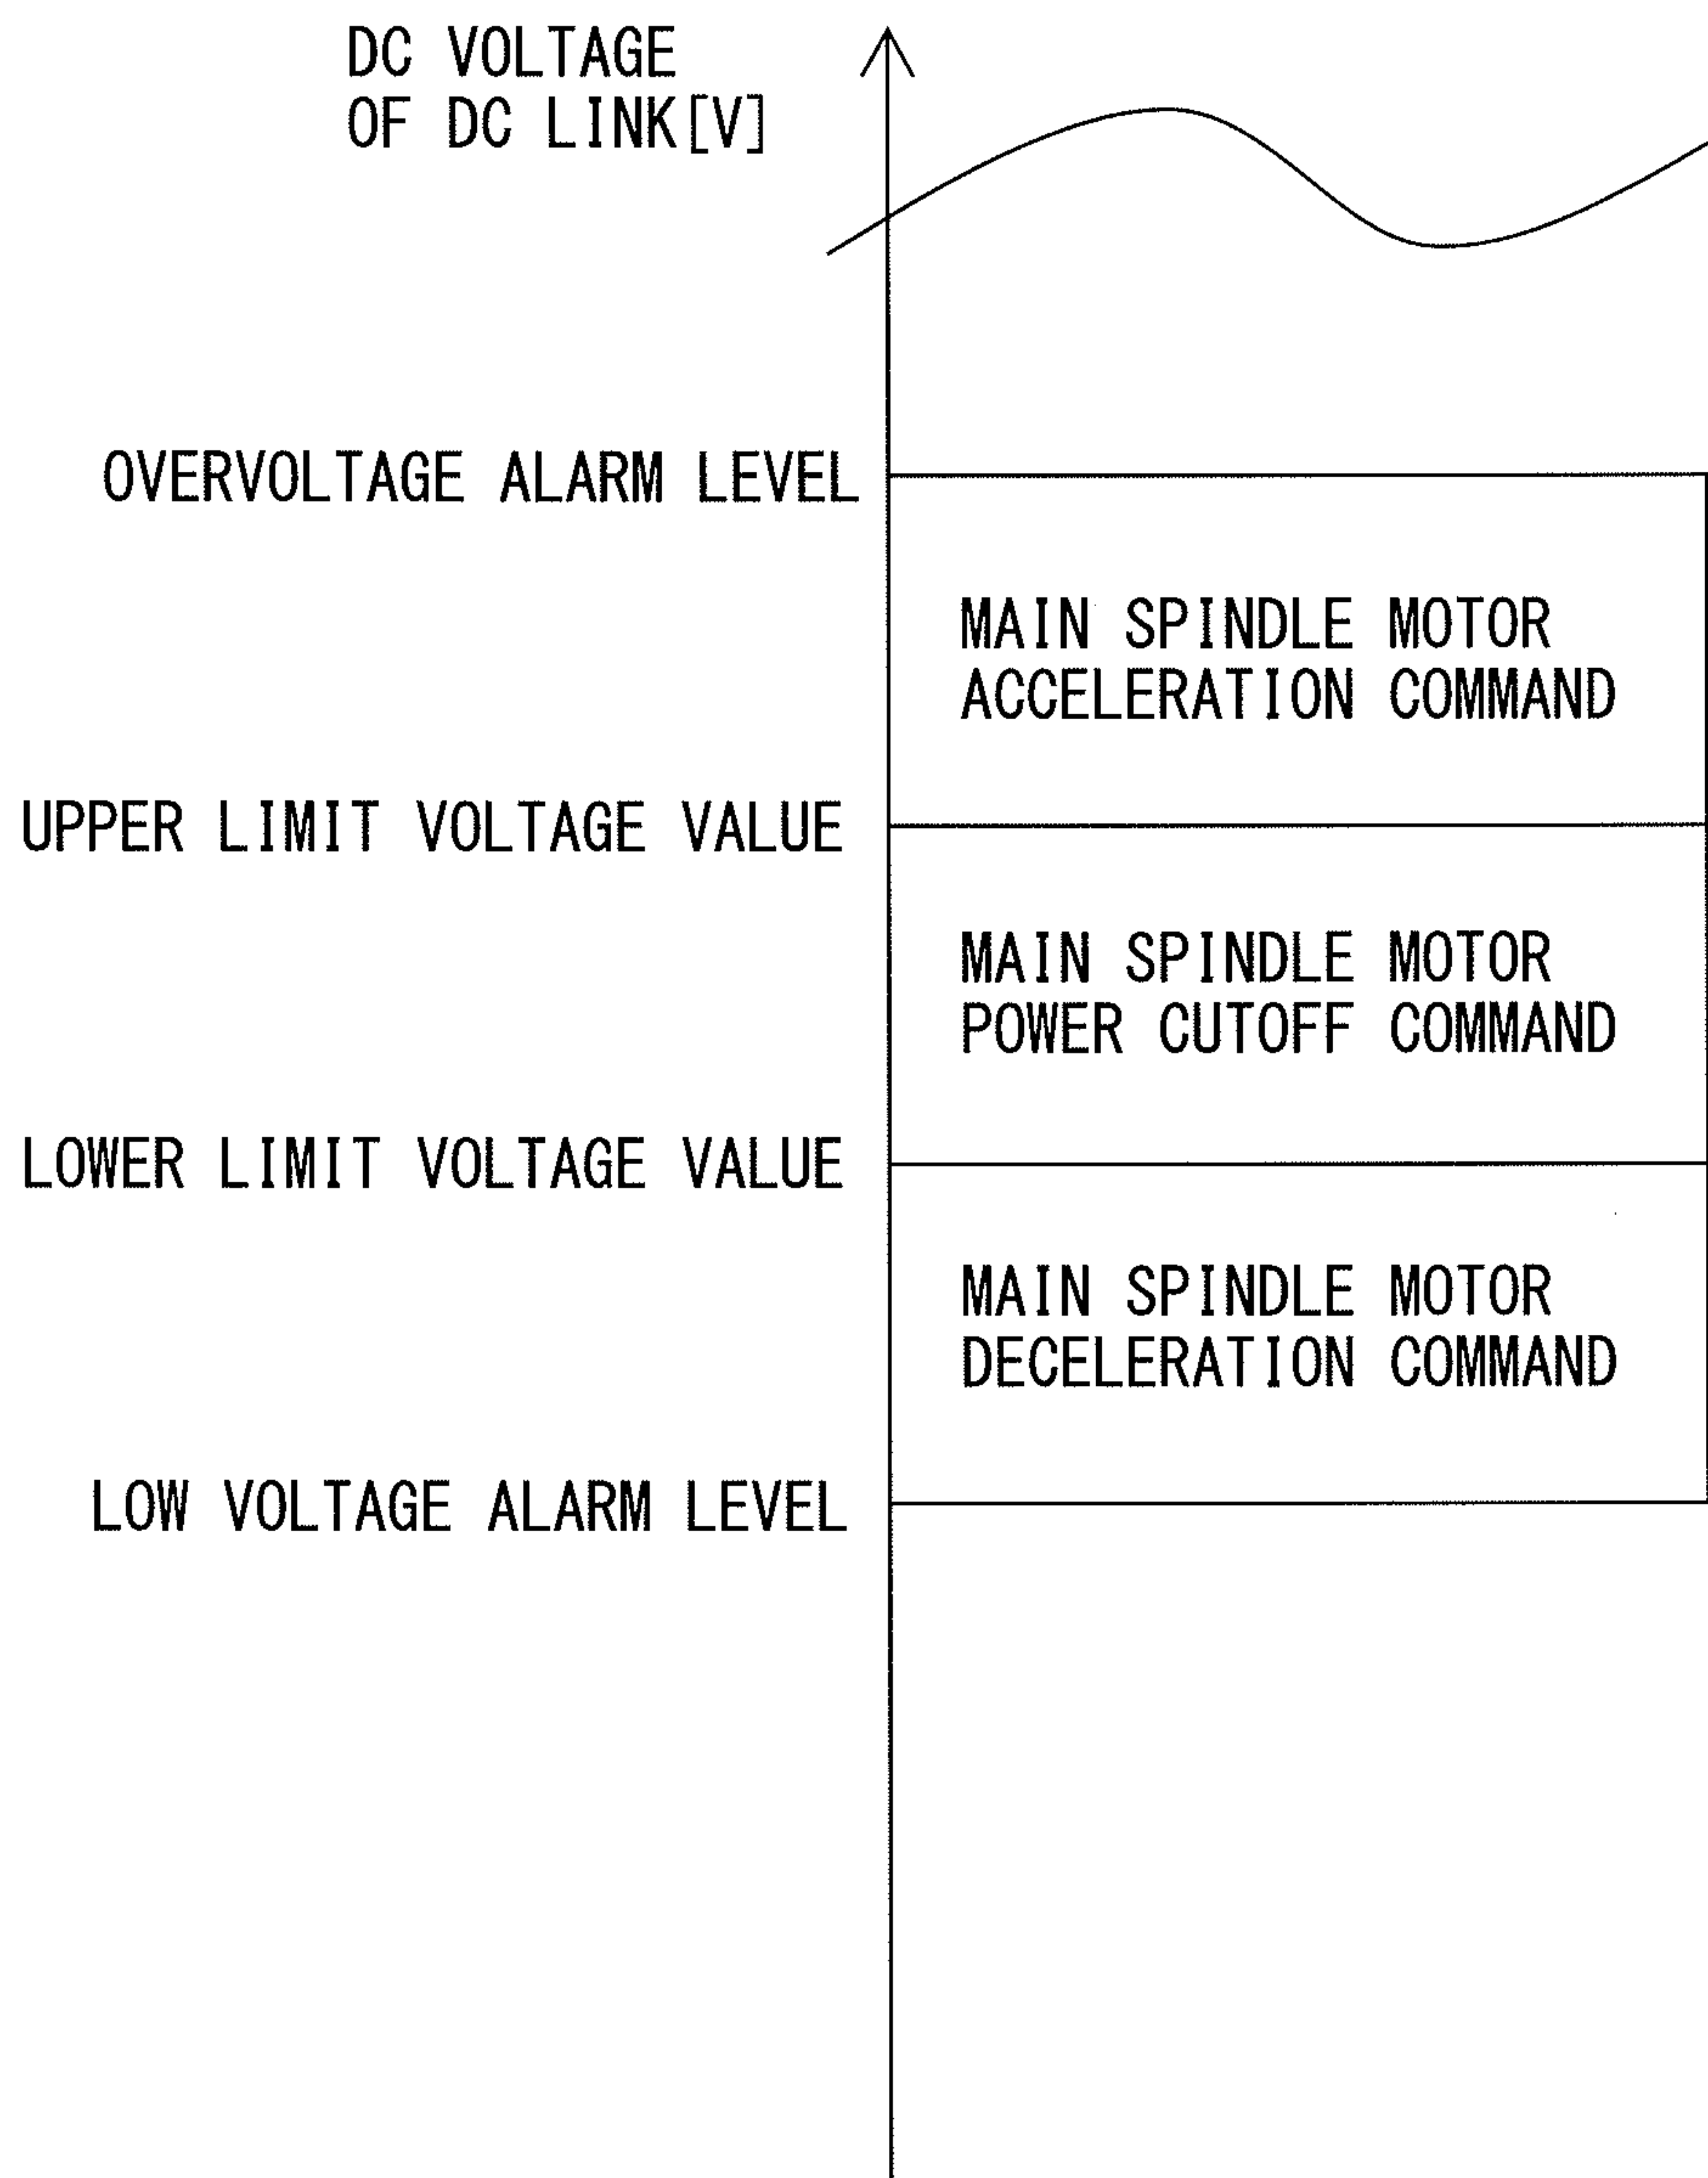 DC VOLTAGE
OF DC LINK[V]
OVERVOLTAGE ALARM LEVEL
MAIN SPINDLE MOTOR
ACCELERATION COMMAND
UPPER LIMIT VOLTAGE VALUE
MAIN SPINDLE MOTOR
POWER CUTOFF COMMAND
LOWER LIMIT VOLTAGE VALUE
MAIN SPINDLE MOTOR
DECELERATION COMMAND
LOW VOLTAGE ALARM LEVEL